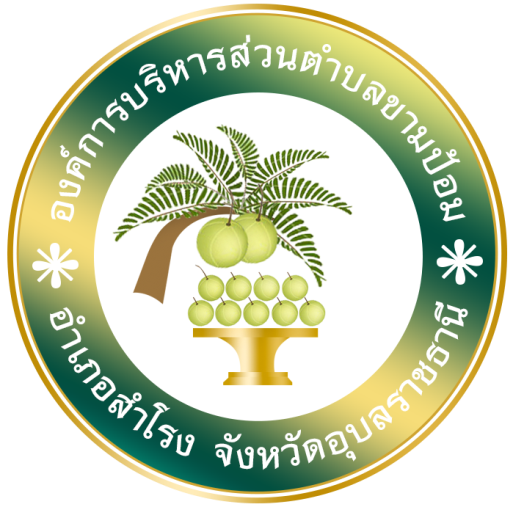 องค์การบริหารส่วนตำบลขามป้อม
อำเภอสำโรง จังหวัดอุบลราชธานี